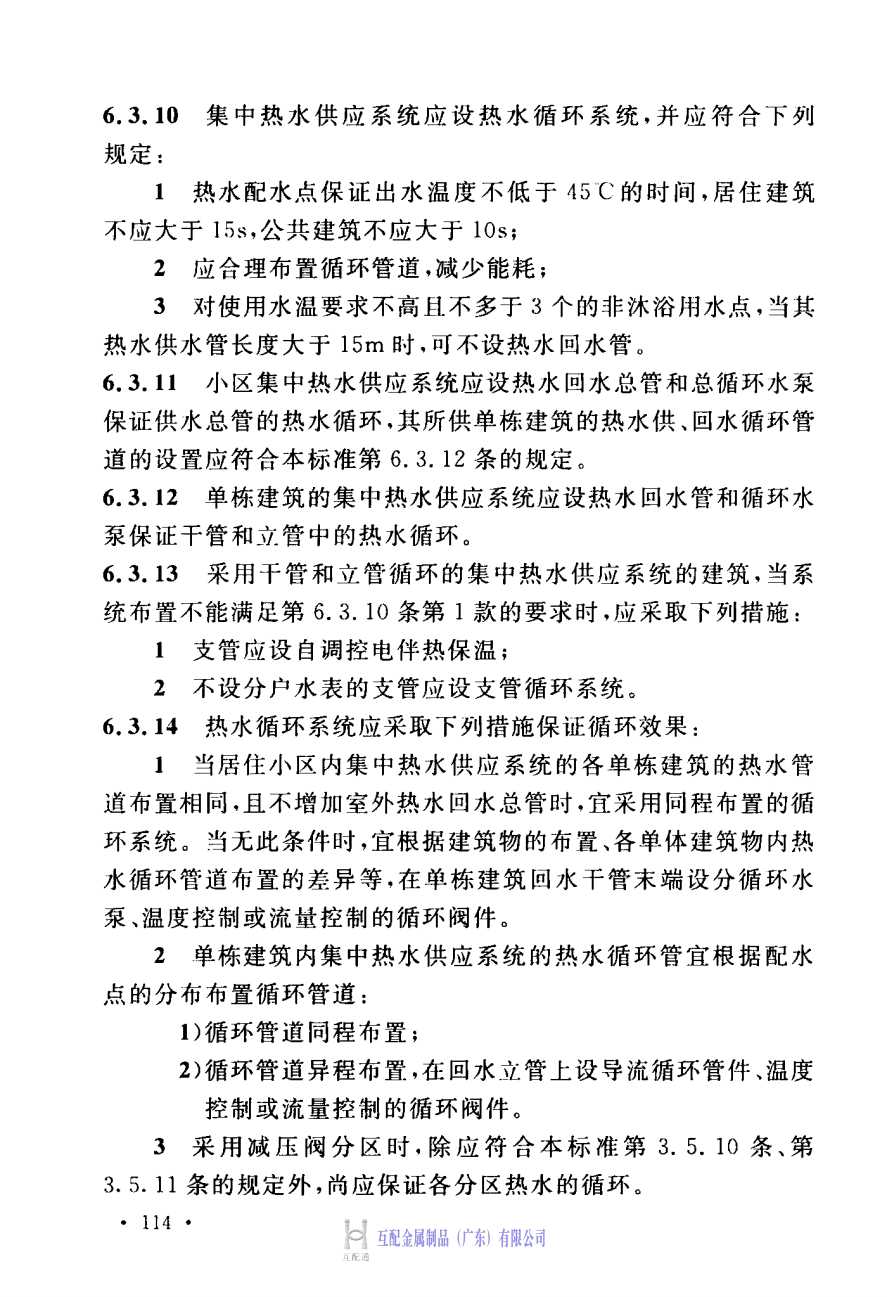 6.3.10 集中热水供应系统应设热水循环系统，并应符合下列
规定：
1 热水配水点保证出水温度不低于 45℃的时间，居住建筑
不应大于 15s，公共建筑不应大于 10s；
2 应合理布置循环管道，减少能耗；
3 对使用水温要求不高且不多于 3 个的非沐浴用水点，当其
热水供水管长度大于 15m 时，可不设热水回水管。
6.3.11 小区集中热水供应系统应设热水回水总管和总循环水泵
保证供水总管的热水循环，其所供单栋建筑的热水供、回水循环管
道的设置应符合本标准第 6.3.12 条的规定。
6.3.12 单栋建筑的集中热水供应系统应设热水回水管和循环水
泵保证干管和立管中的热水循环。
6.3.13 采用干管和立管循环的集中热水供应系统的建筑，当系
统布置不能满足第 6.3.10 条第 1 款的要求时，应采取下列措施：
1 支管应设自调控电伴热保温；
2 不设分户水表的支管应设支管循环系统。
6.3.14 热水循环系统应采取下列措施保证循环效果：
1 当居住小区内集中热水供应系统的各单栋建筑的热水管
道布置相同，且不增加室外热水回水总管时，宜采用同程布置的循
环系统。当无此条件时，宜根据建筑物的布置、各单体建筑物内热
水循环管道布置的差异等，在单栋建筑回水干管末端设分循环水
泵、温度控制或流量控制的循环阀件。
2 单栋建筑内集中热水供应系统的热水循环管宜根据配水
点的分布布置循环管道：
1)循环管道同程布置；
2)循环管道异程布置，在回水立管上设导流循环管件、温度
控制或流量控制的循环阀件。
3 采用减压阀分区时，除应符合本标准第 3.5.10 条、第
3.5.11 条的规定外，尚应保证各分区热水的循环。
• 114 •
互配通
互配金属制品（广东）有限公司